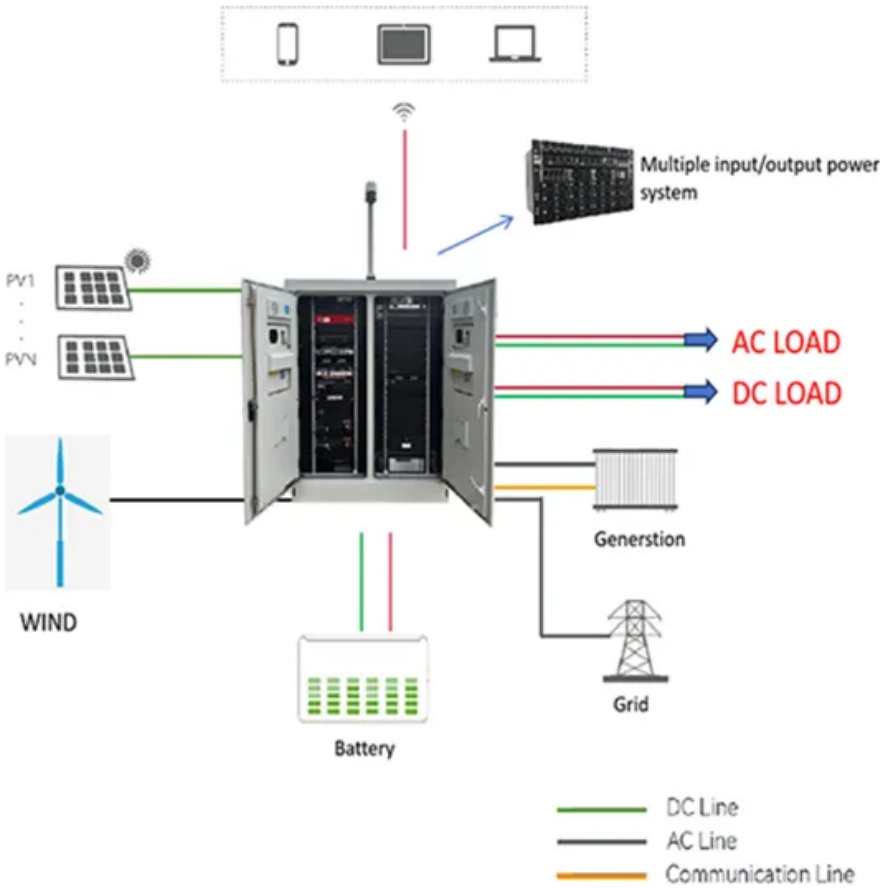 Multiple input/output power
system
PV1
PVN
AC LOAD
DC LOAD
WIND
Generstion
Grid
Battery
DC Line
AC Line
Communication Line